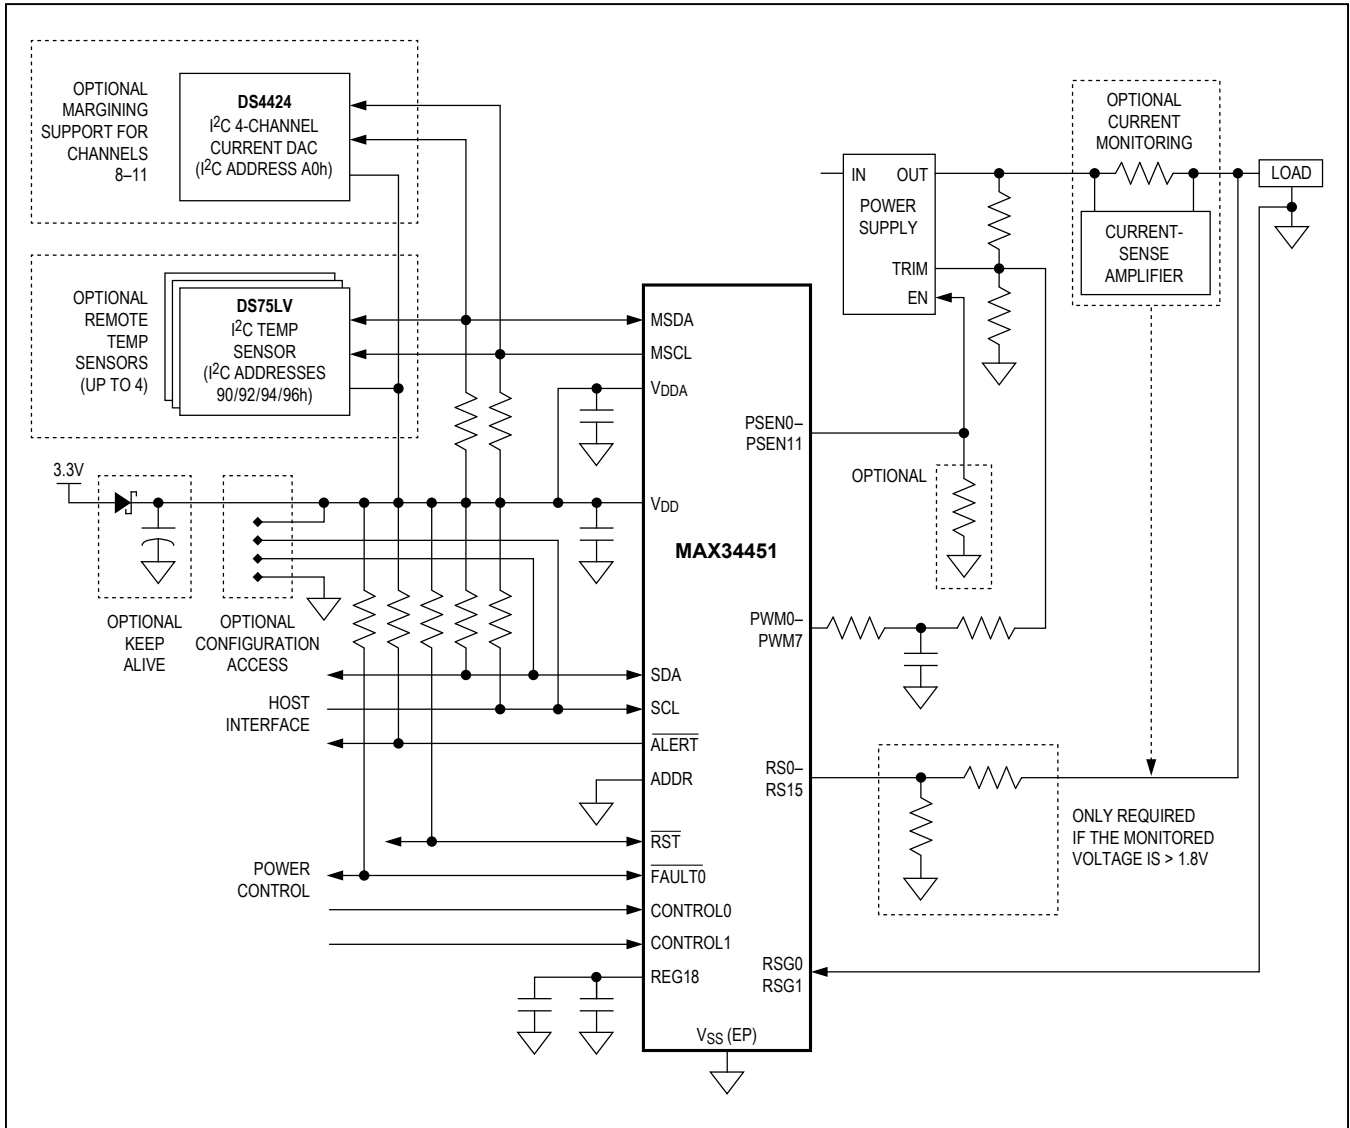 OPTIONAL
MARGINING
SUPPORT FOR
CHANNELS
8–11
DS4424
I2C 4-CHANNEL
CURRENT DAC
(I2C ADDRESS A0h)
OPTIONAL
REMOTE
TEMP
SENSORS
(UP TO 4)
DS75LV
I2C TEMP
SENSOR
(I2C ADDRESSES
90/92/94/96h)
3.3V
OPTIONAL
KEEP
ALIVE
OPTIONAL
CONFIGURATION
ACCESS
HOST
INTERFACE
POWER
CONTROL
MSDA
MSCL
VDDA
VDD
MAX34451
SDA
SCL
ALERT
ADDR
RST
FAULT0
CONTROL0
CONTROL1
REG18
VSS (EP)
PSEN0–
PSEN11
PWM0–
PWM7
RS0–
RS15
RSG0
RSG1
IN
OUT
POWER
SUPPLY
TRIM
EN
OPTIONAL
OPTIONAL
CURRENT
MONITORING
CURRENT-
SENSE
AMPLIFIER
LOAD
ONLY REQUIRED
IF THE MONITORED
VOLTAGE IS > 1.8V